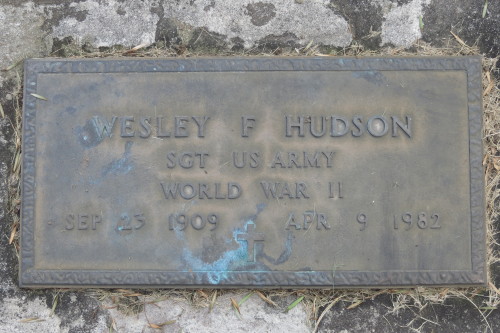 WESLEY F HUDSON
SGT US ARMY
WORLD WAR II
SEP 23 1909 APR 9 1982